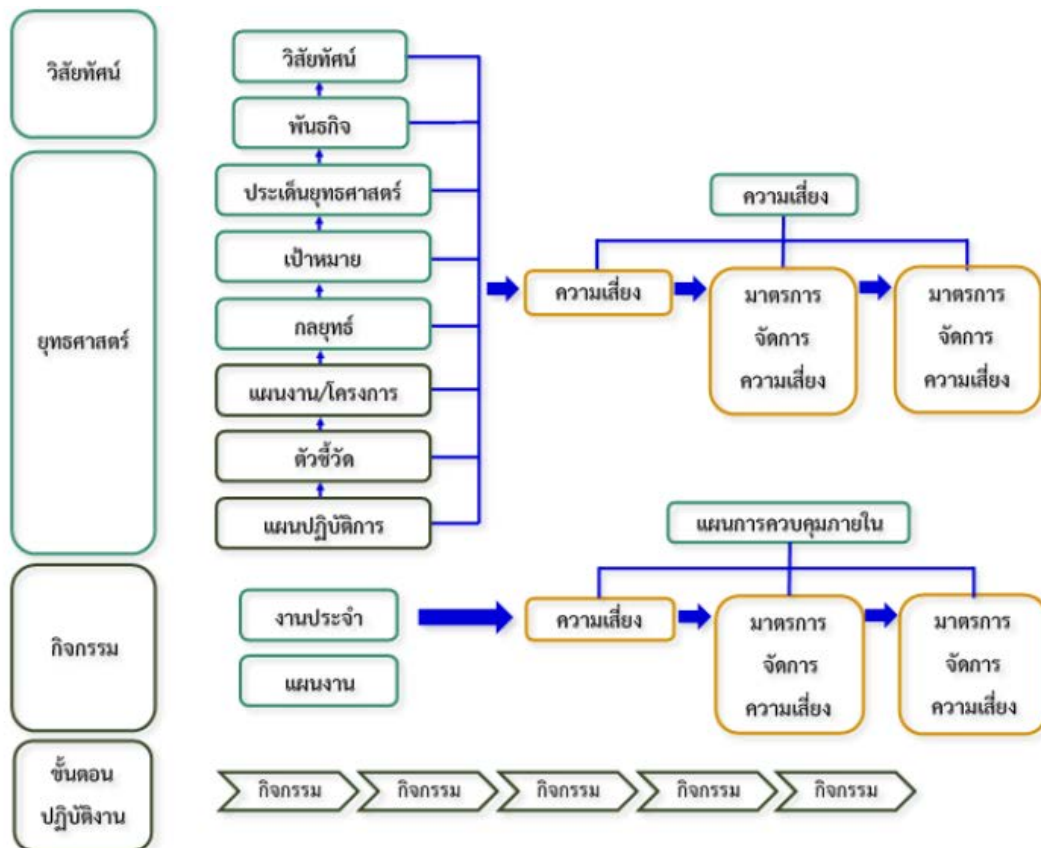 วิสัยทัศน์
ยุทธศาสตร์
กิจกรรม
ขั้นตอน
ปฏิบัติงาน
วิสัยทัศน์
พันธกิจ
ประเด็นยุทธศาสตร์
เป้าหมาย
กลยุทธ์
แผนงาน/โครงการ
ตัวชี้วัด
แผนปฏิบัติการ
ความเสี่ยง
ความเสี่ยง
มาตรการ
จัดการ
ความเสี่ยง
มาตรการ
จัดการ
ความเสี่ยง
งานประจำ
แผนงาน
แผนการควบคุมภายใน
ความเสี่ยง
มาตรการ
จัดการ
ความเสี่ยง
มาตรการ
จัดการ
ความเสี่ยง
กิจกรรม
กิจกรรม
กิจกรรม
กิจกรรม
กิจกรรม